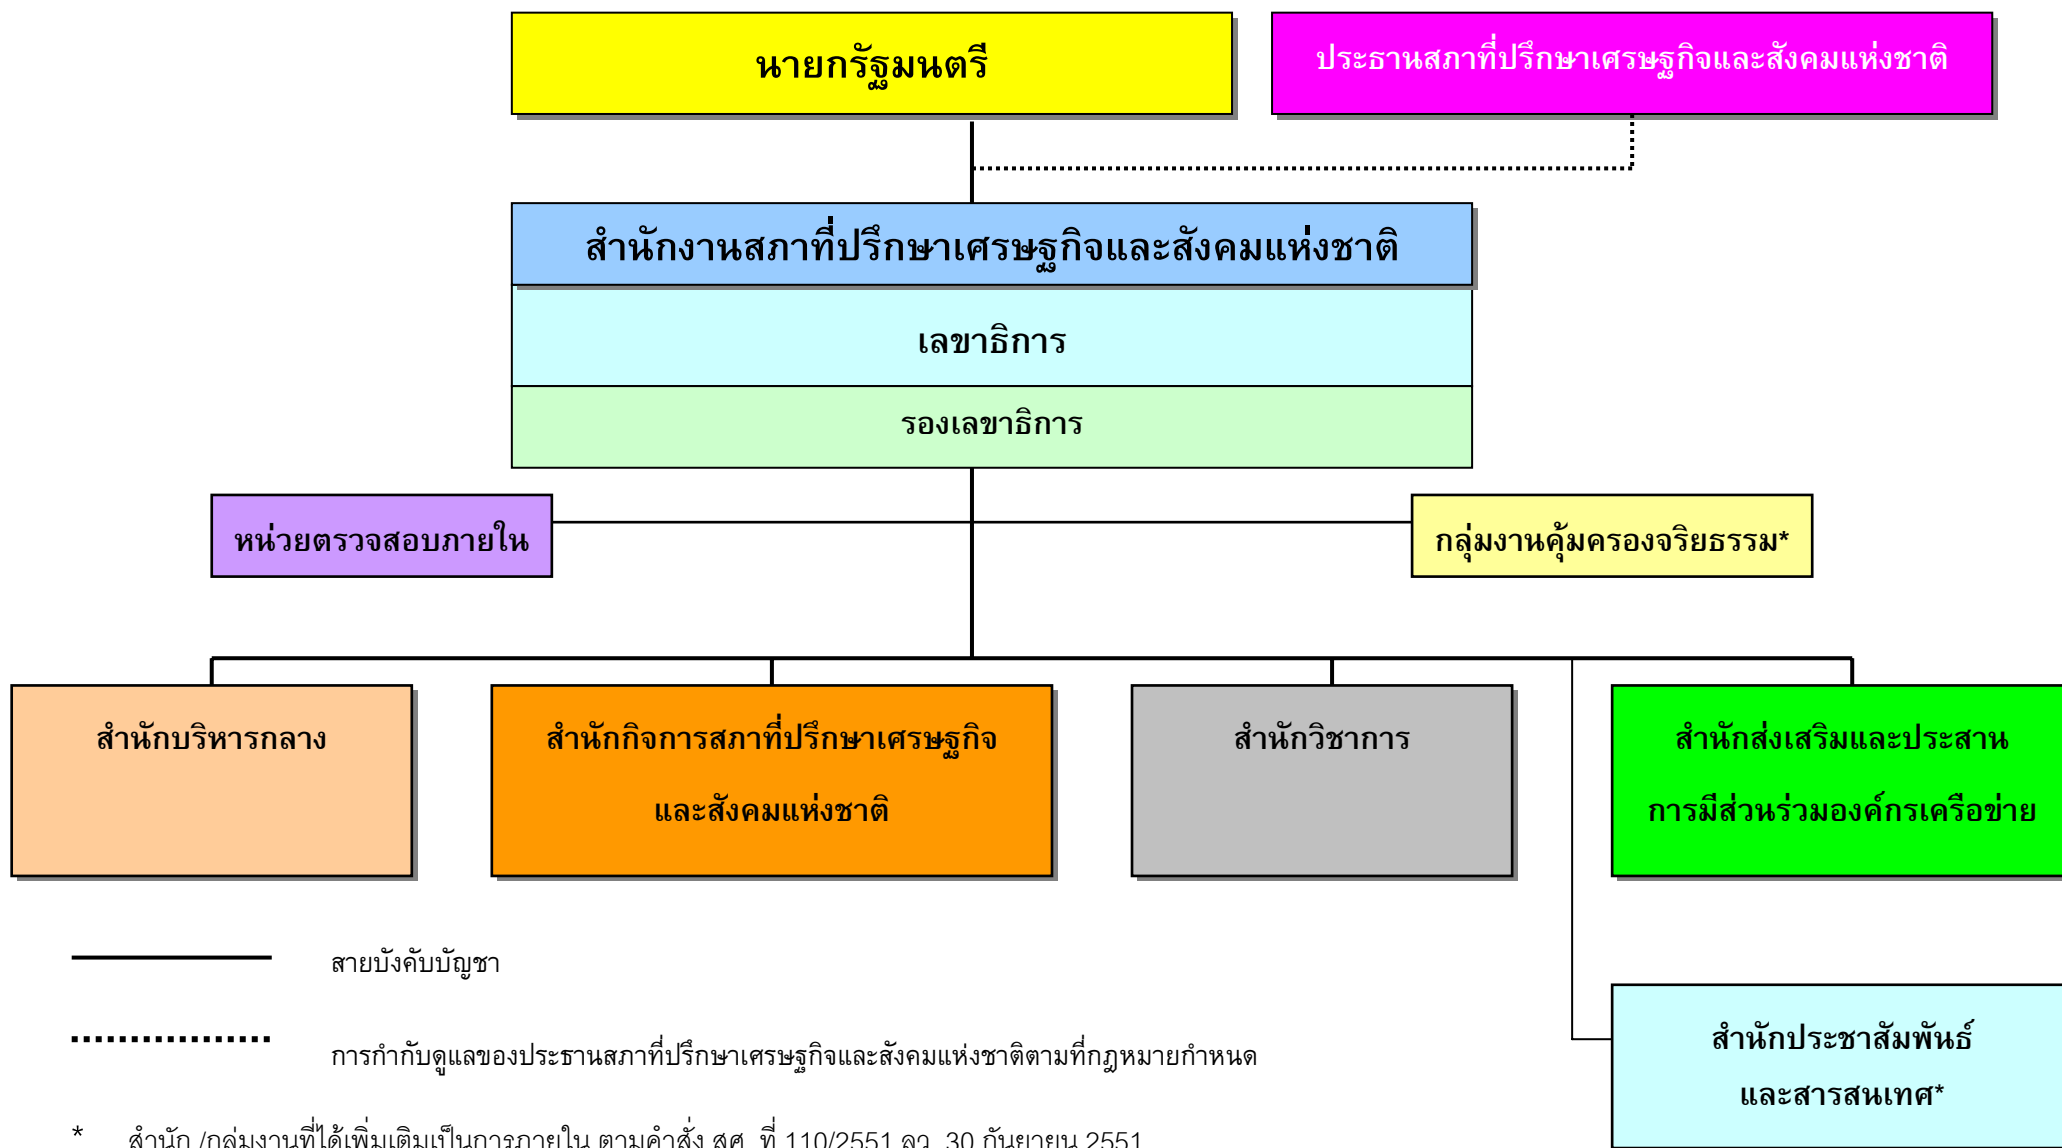 นายกรัฐมนตรี
ประธานสภาที่ปรึกษาเศรษฐกิจและสังคมแห่งชาติ
สำนักงานสภาที่ปรึกษาเศรษฐกิจและสังคมแห่งชาติ
เลขาธิการ
รองเลขาธิการ
หน่วยตรวจสอบภายใน
กลุ่มงานคุ้มครองจริยธรรม*
สำนักบริหารกลาง
สำนักกิจการสภาที่ปรึกษาเศรษฐกิจ
และสังคมแห่งชาติ
สำนักวิชาการ
สำนักส่งเสริมและประสาน
การมีส่วนร่วมองค์กรเครือข่าย
สายบังคับบัญชา
การกำกับดูแลของประธานสภาที่ปรึกษาเศรษฐกิจและสังคมแห่งชาติตามที่กฎหมายกำหนด
สำนักประชาสัมพันธ์
และสารสนเทศ*
* สำนัก /กลุ่มงานที่ได้เพิ่มเติมเป็นการภายใน ตามคำสั่ง สศ. ที่ 110/2551 ลว. 30 กันยายน 2551